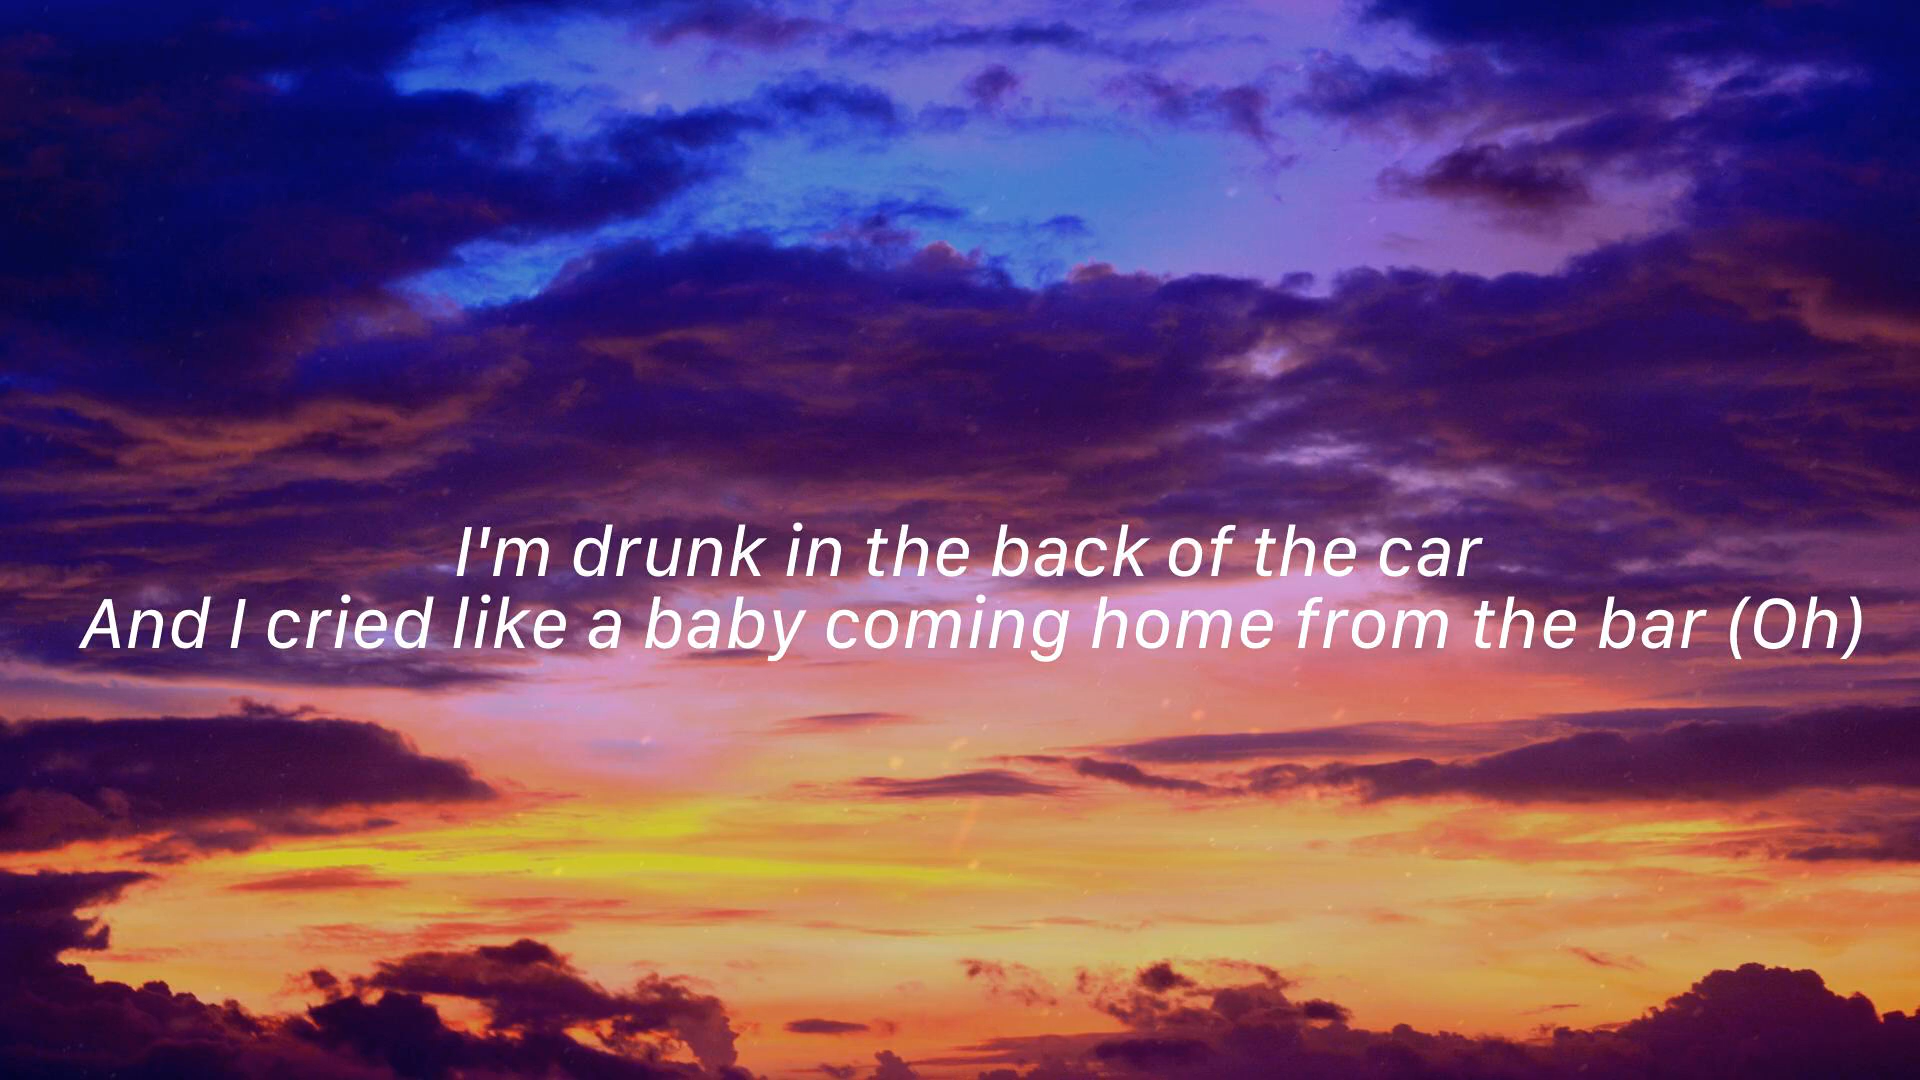 I'm drunk in the back of the car
And I cried like a baby coming home from the bar (Oh)